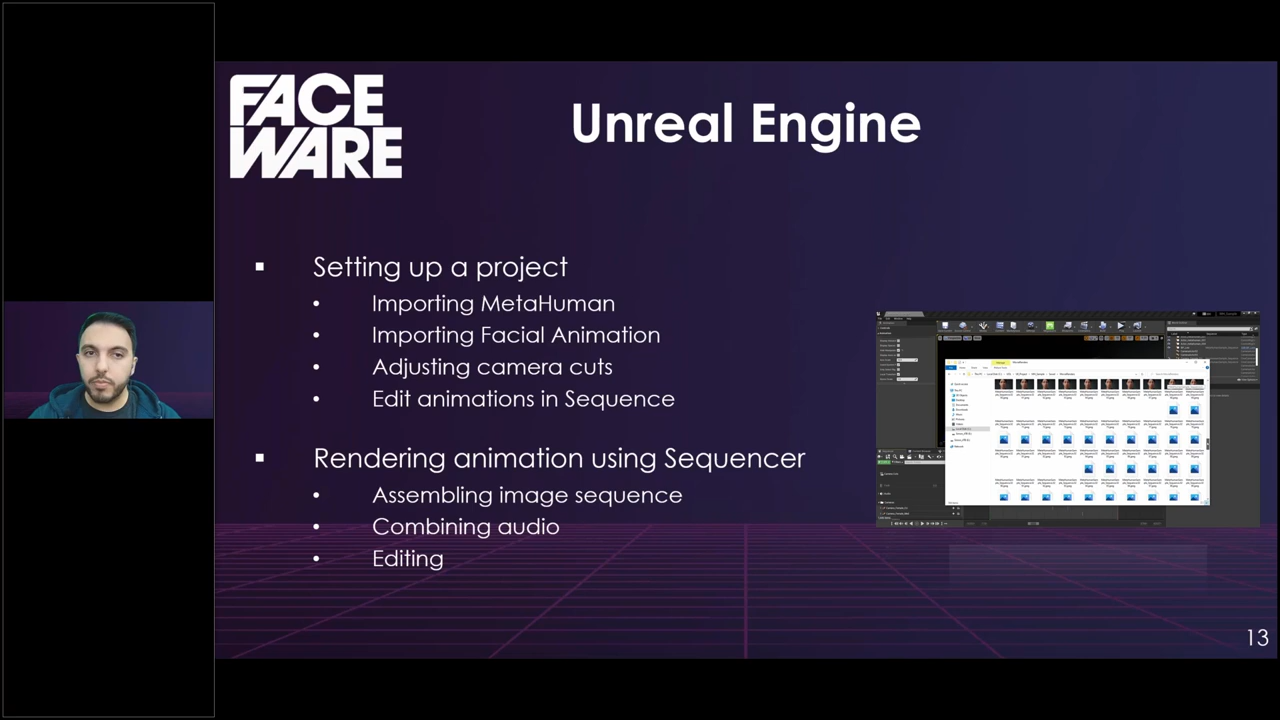 FACE
WARE
Unreal Engine
Setting up a project
Importing MetaHuman
Importing Facial Animation
Adjusting camera cuts
Edit animations in Sequence
Rendering animation using Sequencer
Assembling image sequence
Combining audio
Editing
13